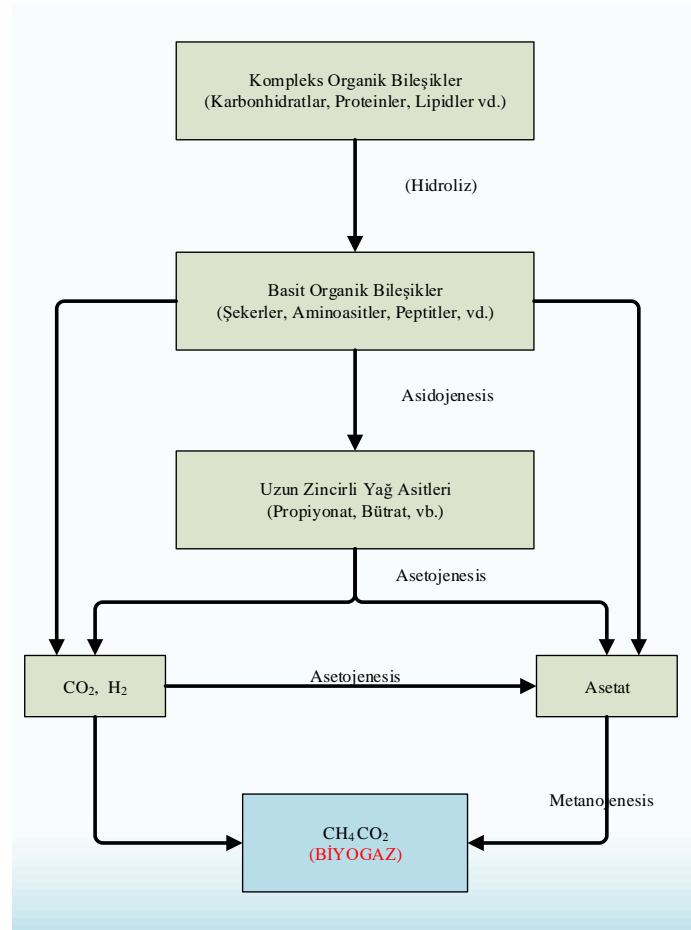 Kompleks Organik Bileşikler
(Karbonhidratlar, Proteinler, Lipidler vd.)
(Hidroliz)
Basit Organik Bileşikler
(Şekerler, Aminoasitler, Peptitler, vd.)
Asidojenesis
Uzun Zincirli Yağ Asitleri
(Propiyonat, Bütrat, vb.)
Asetojenesis
CO₂, H₂
Asetojenesis
Asetat
Metanojenesis
CH₄ CO₂
(BİYOGAZ)